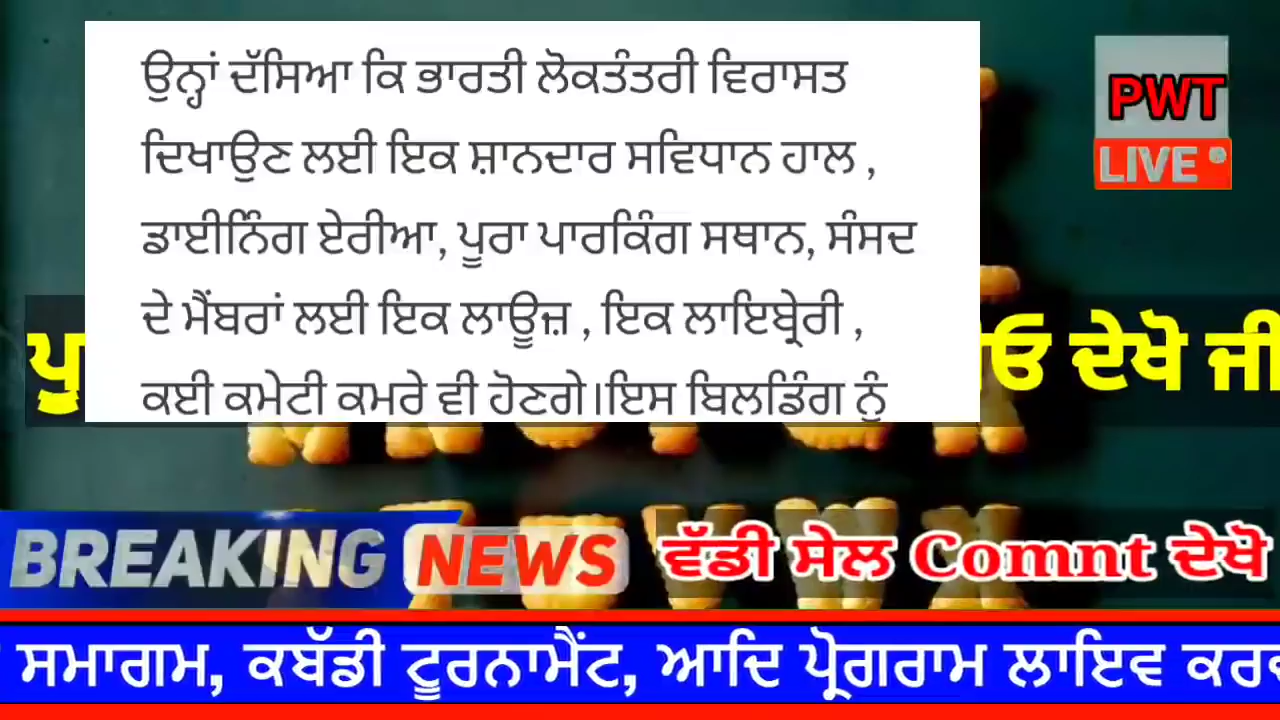 ਉਨ੍ਹਾਂ ਦੱਸਿਆ ਕਿ ਭਾਰਤੀ ਲੋਕਤੰਤਰੀ ਵਿਰਾਸਤ
ਦਿਖਾਉਣ ਲਈ ਇਕ ਸ਼ਾਨਦਾਰ ਸਵਿਧਾਨ ਹਾਲ ,
ਡਾਈਨਿੰਗ ਏਰੀਆ, ਪੂਰਾ ਪਾਰਕਿੰਗ ਸਥਾਨ, ਸੰਸਦ
ਦੇ ਮੈਂਬਰਾਂ ਲਈ ਇਕ ਲਾਊਜ਼ , ਇਕ ਲਾਇਬ੍ਰੇਰੀ ,
ਕਈ ਕਮੇਟੀ ਕਮਰੇ ਵੀ ਹੋਣਗੇ।ਇਸ ਬਿਲਡਿੰਗ ਨੂੰ
PWT
LIVE
ਦੇਖੋ ਜੀ
BREAKING NEWS
ਵੱਡੀ ਸੇਲ Comnt ਦੇਖੋ
ਸਮਾਗਮ, ਕਬੱਡੀ ਟੂਰਨਾਮੈਂਟ, ਆਦਿ ਪ੍ਰੋਗਰਾਮ ਲਾਇਵ